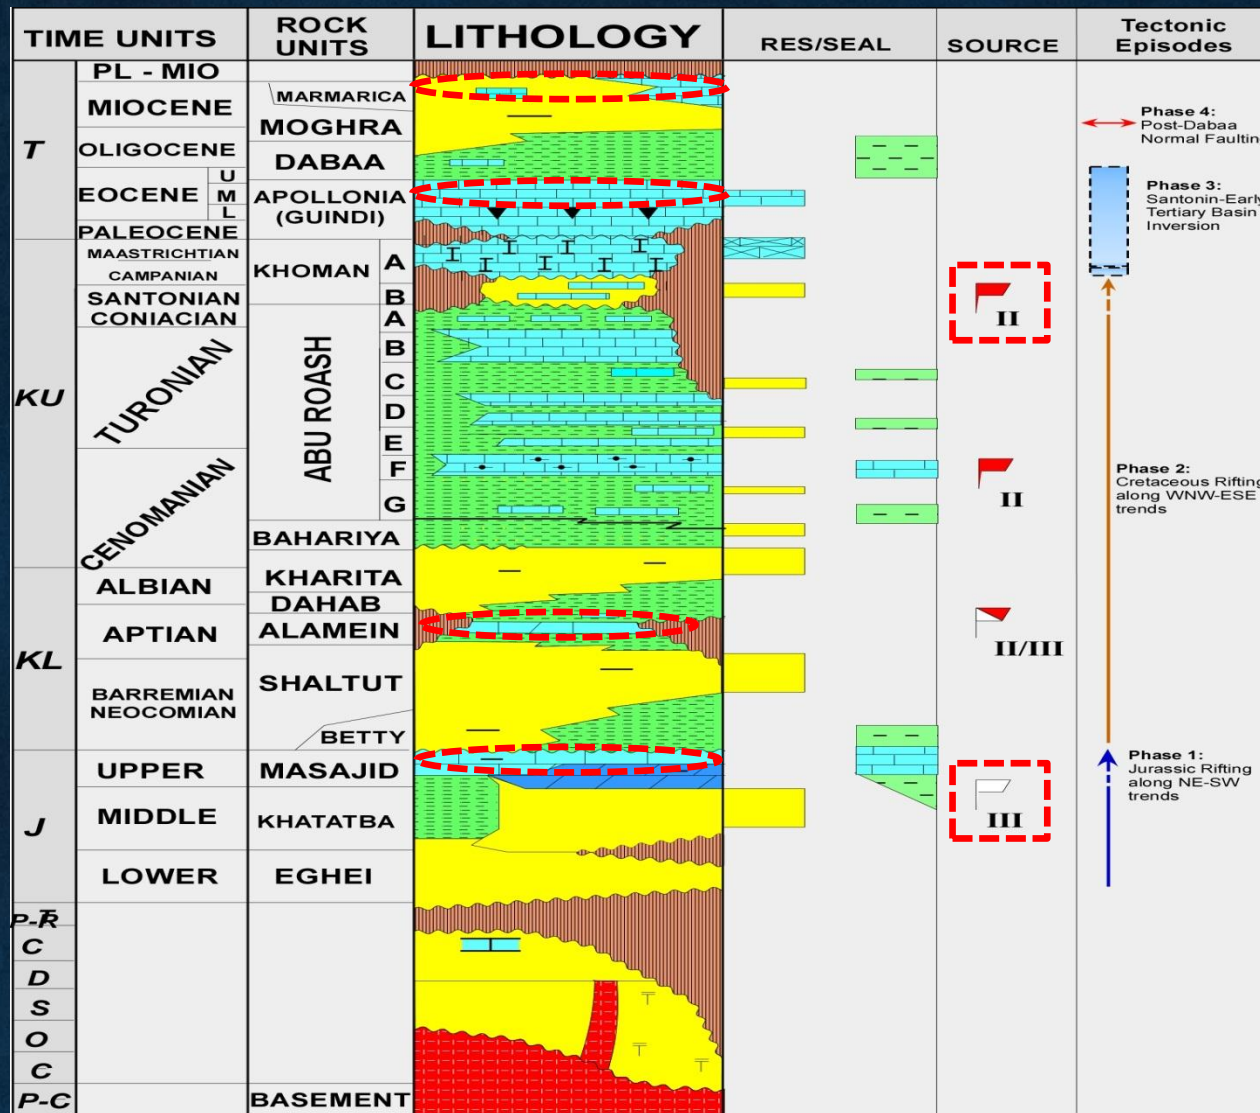 TIME UNITS
ROCK
UNITS
LITHOLOGY
RES/SEAL
SOURCE
Tectonic
Episodes
T
PL - MIO
MIOCENE
OLIGOCENE
EOCENE
U
M
L
PALEOCENE
MARMARICA
MOGHRA
DABAA
APOLLONIA
(GUINDI)
Phase 4:
Post-Dabaa
Normal Faulting
Phase 3:
Santonin-Early
Tertiary Basin
Inversion
KU
MAASTRICHTIAN
CAMPANIAN
SANTONIAN
CONIACIAN
TURONIAN
CENOMANIAN
KHOMAN
A
B
ABU ROASH
A
B
C
D
E
F
G
BAHARIYA
I I I
I I I I I
II
II
Phase 2:
Cretaceous Rifting
along WNW-ESE
trends
KL
ALBIAN
APTIAN
BARREMIAN
NEOCOMIAN
KHARITA
DAHAB
ALAMEIN
SHALTUT
BETTY
II/III
J
UPPER
MIDDLE
LOWER
MASAJID
KHATATBA
EGHEI
III
Phase 1:
Jurassic Rifting
along NE-SW
trends
C
D
S
O
C
P-C
BASEMENT